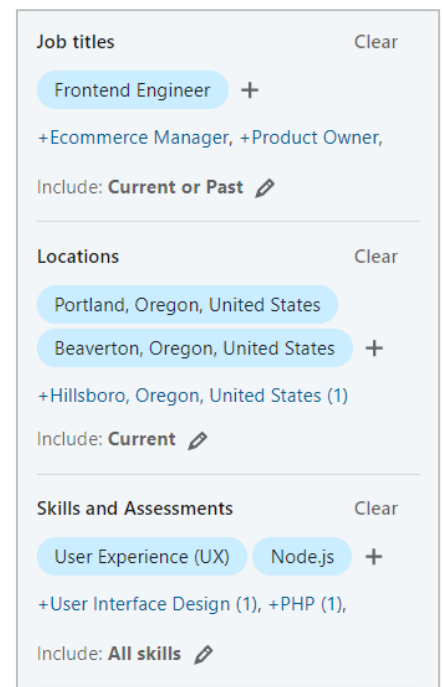 Job titles Clear
Frontend Engineer +
+Ecommerce Manager, +Product Owner,
Include: Current or Past
Locations Clear
Portland, Oregon, United States
Beaverton, Oregon, United States +
+Hillsboro, Oregon, United States (1)
Include: Current
Skills and Assessments Clear
User Experience (UX) Node.js +
+User Interface Design (1), +PHP (1),
Include: All skills